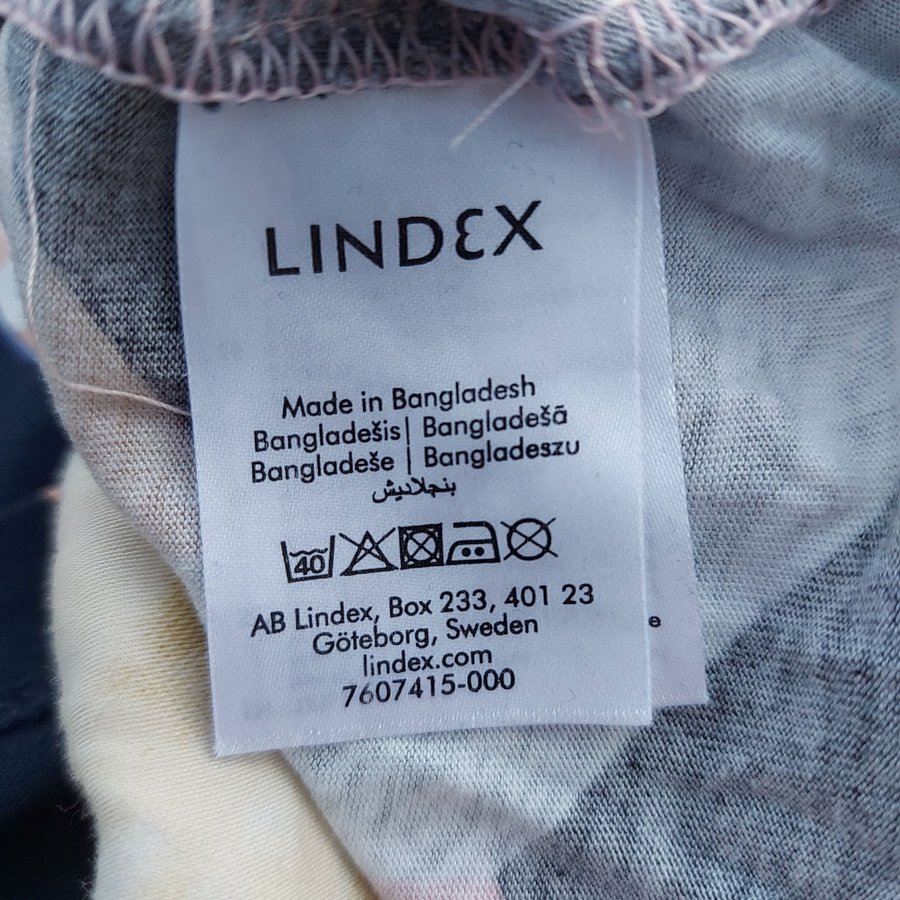 LINDEX
Made in Bangladesh
Bangladešis| Bangladešā
Bangladeše | Bangladeszu
بنجلاديش
40
AB Lindex, Box 233, 401 23
Göteborg, Sweden
lindex.com
7607415-000
e